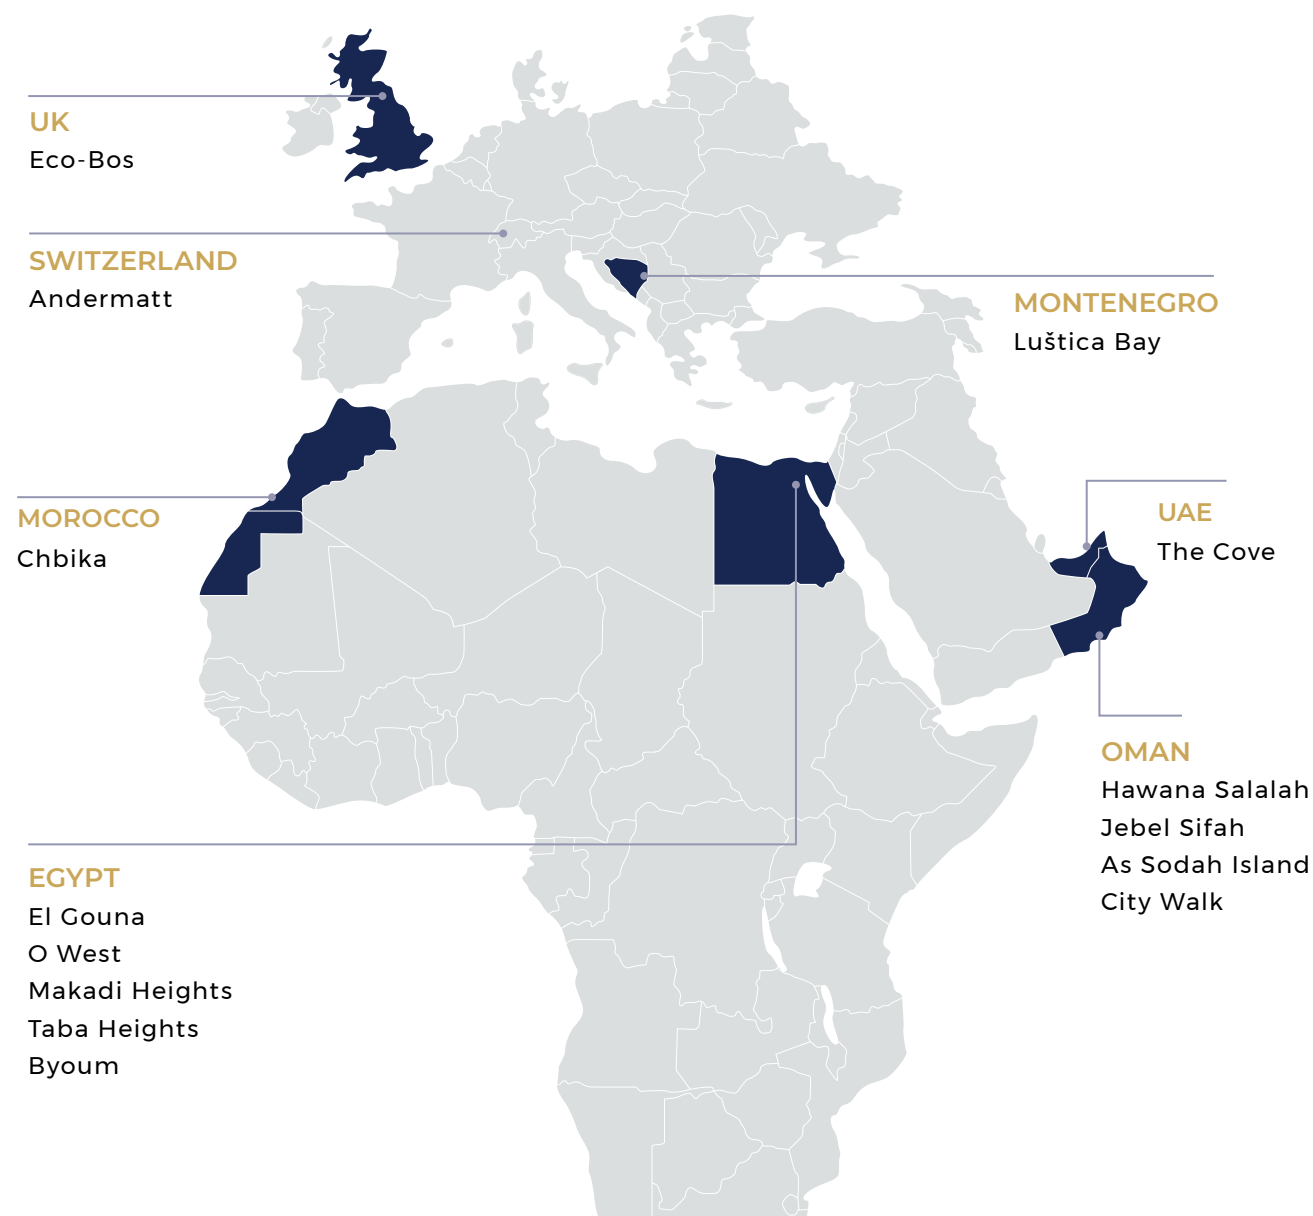 UK
Eco-Bos
SWITZERLAND
Andermatt
MONTENEGRO
Luštica Bay
MOROCCO
Chbika
UAE
The Cove
OMAN
Hawana Salalah
Jebel Sifah
As Sodah Island
City Walk
EGYPT
El Gouna
O West
Makadi Heights
Taba Heights
Byoum